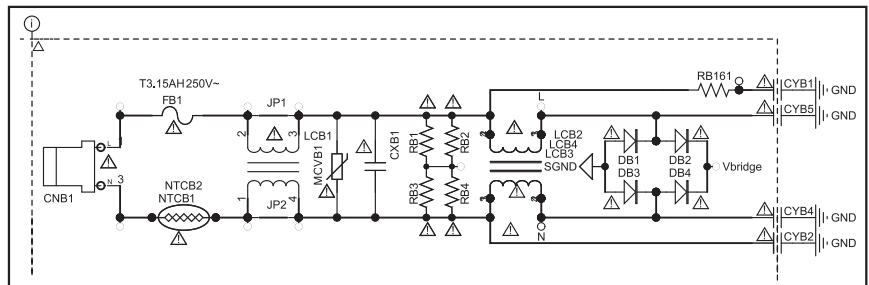 i
T3.15AH250V~
FB1
JP1
LCB1
2
3
MCVB1
CXB1
RB1
RB2
RB3
RB4
L
LCB2
LCB4
LCB3
SGND
RB161
CYB1
GND
CYB5
GND
DB1
DB3
DB2
DB4
Vbridge
L
N 3
CNB1
NTCB2
NTCB1
1
4
JP2
N
CYB4
GND
CYB2
GND